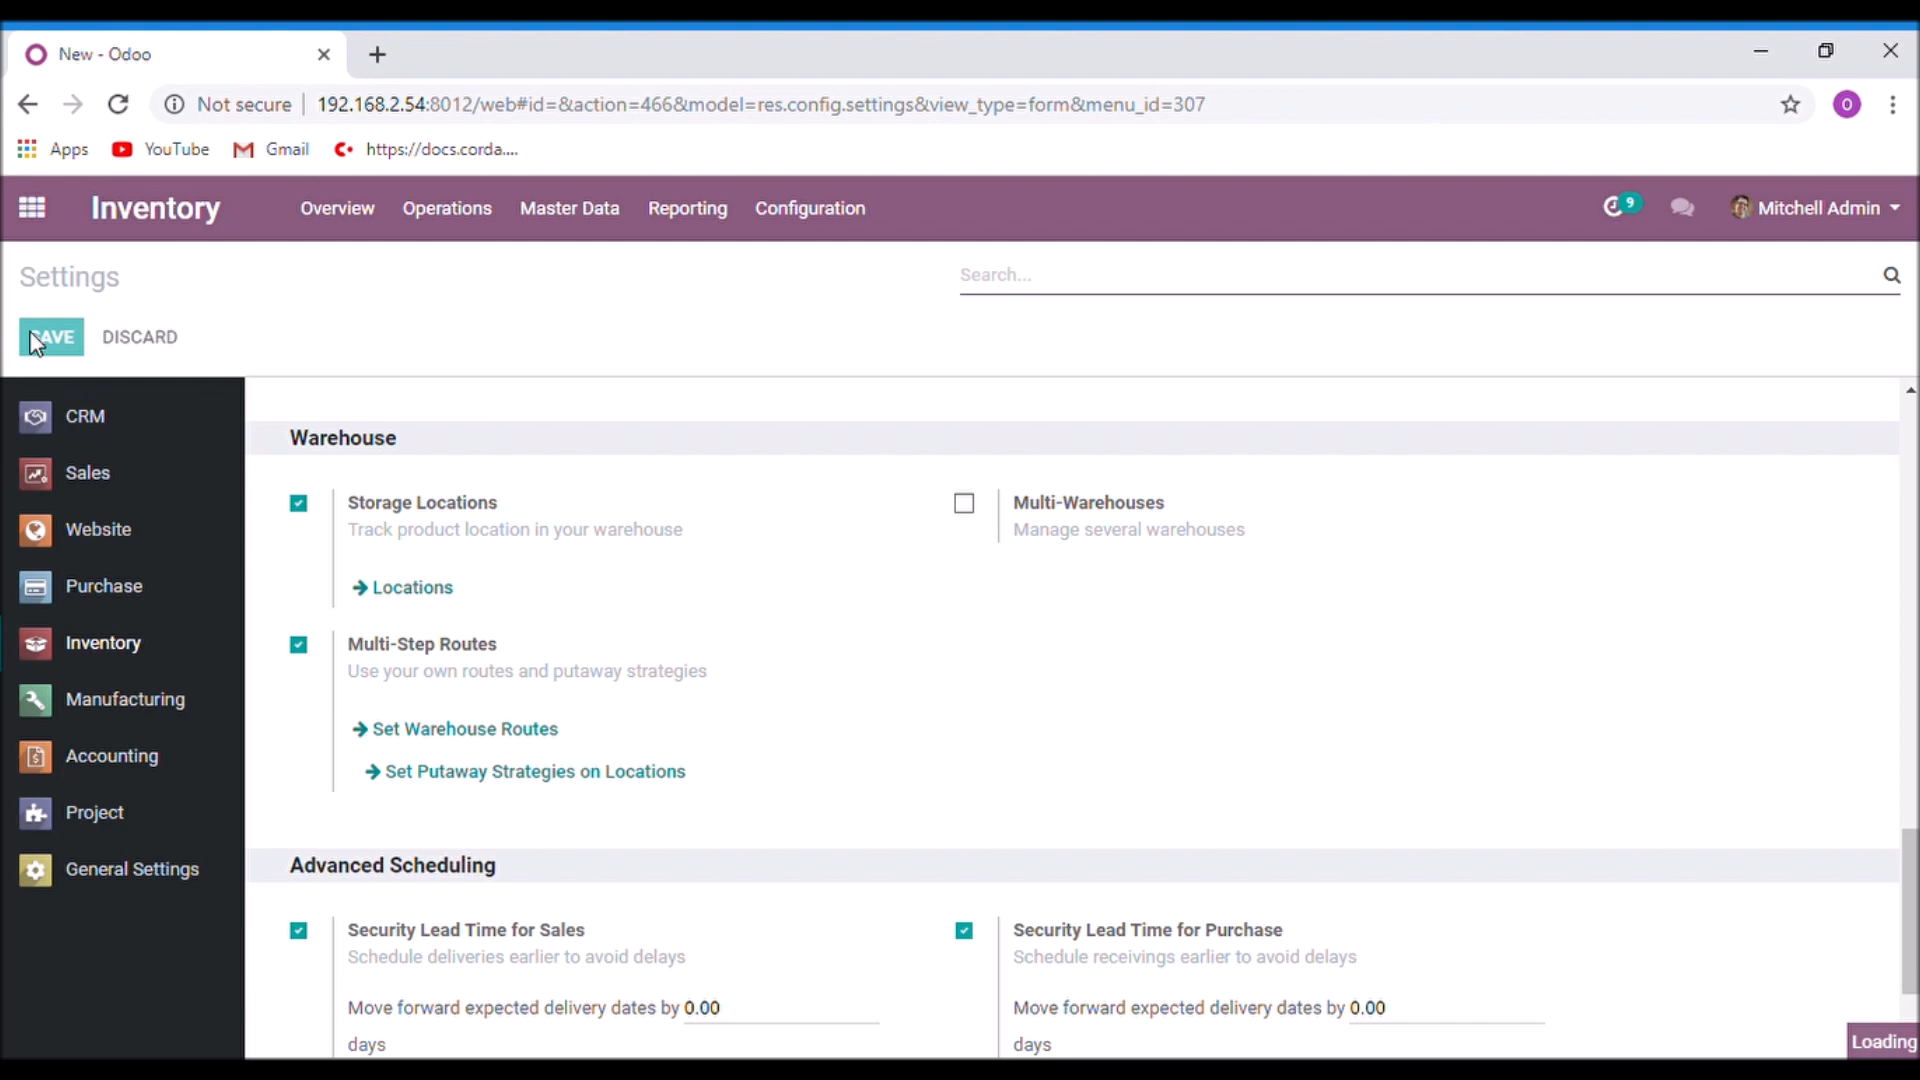 New - Odoo
Not secure 192.168.2.54:8012/web#id=&action=466&model=res.config.settings&view_type=form&menu_id=307
O
Apps YouTube Gmail https://docs.corda....
Inventory Overview Operations Master Data Reporting Configuration 9 Mitchell Admin
Settings Search...
SAVE DISCARD
CRM
Sales
Website
Purchase
Inventory
Manufacturing
Accounting
Project
General Settings
Warehouse
Storage Locations
Track product location in your warehouse
Locations
Multi-Warehouses
Manage several warehouses
Multi-Step Routes
Use your own routes and putaway strategies
Set Warehouse Routes
Set Putaway Strategies on Locations
Advanced Scheduling
Security Lead Time for Sales
Schedule deliveries earlier to avoid delays
Move forward expected delivery dates by 0.00
days
Security Lead Time for Purchase
Schedule receivings earlier to avoid delays
Move forward expected delivery dates by 0.00
days
Loading